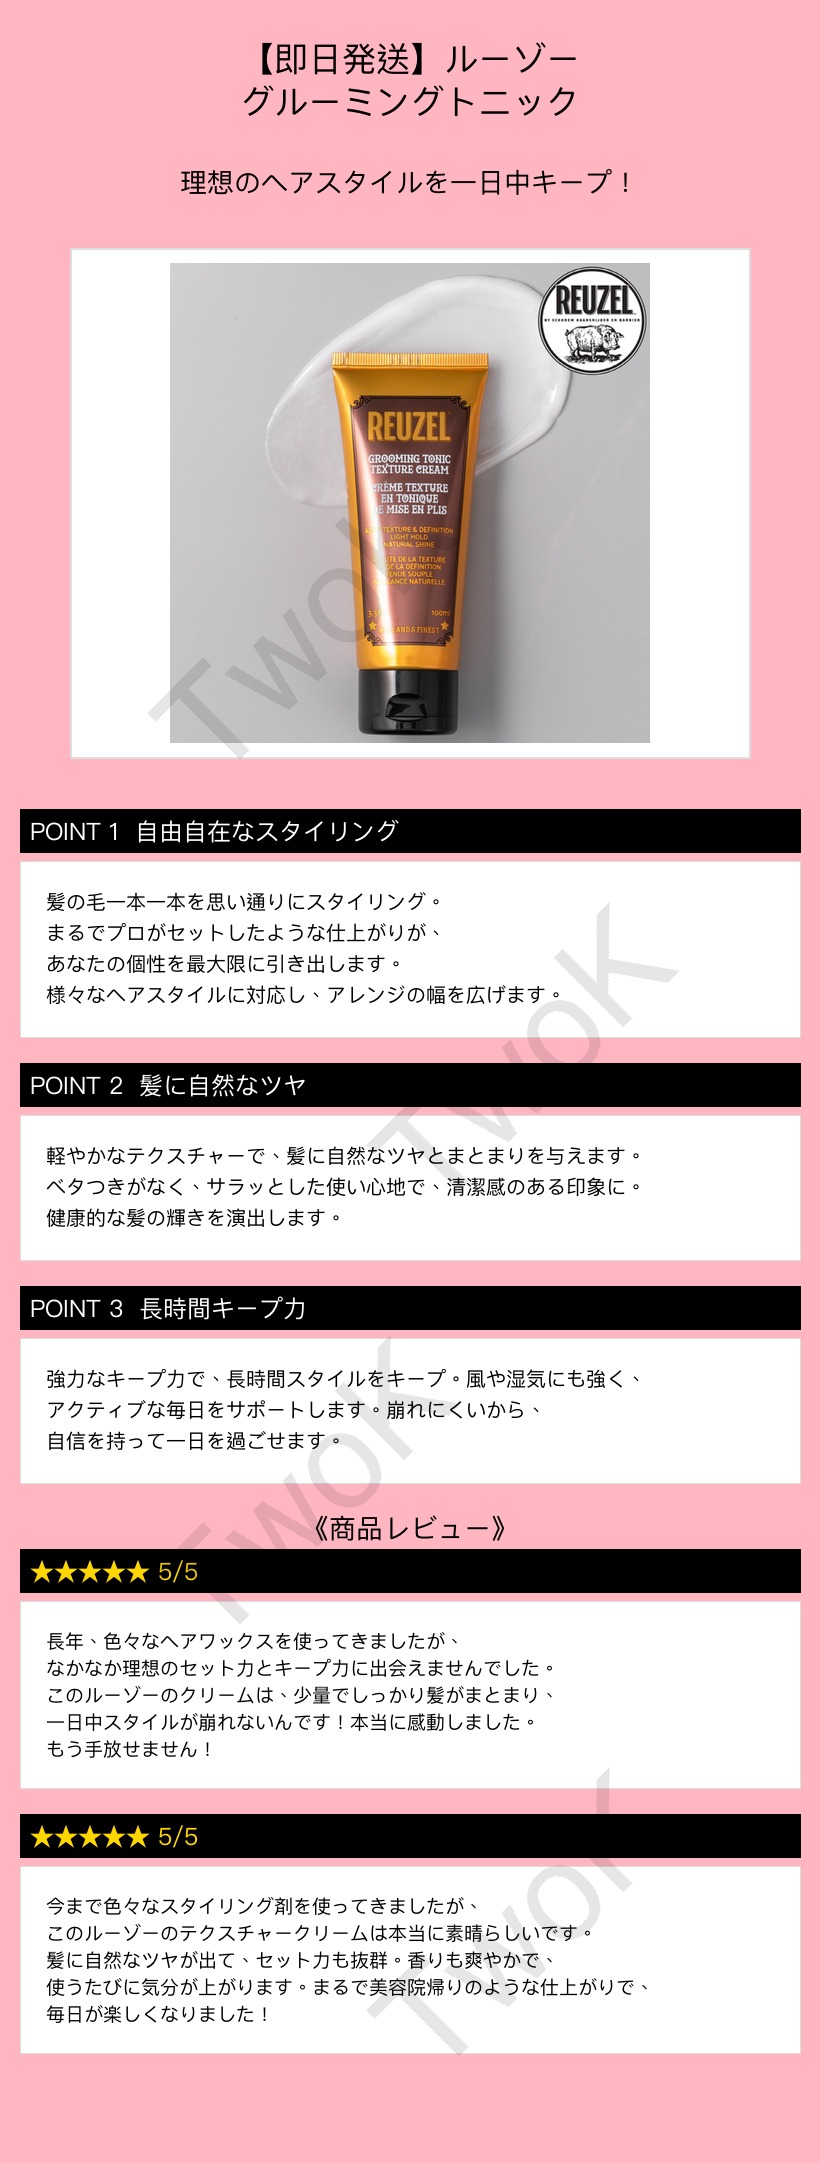 【即日発送】ルーゾー
グルーミングトニック
理想のヘアスタイルを一日中キープ！
REUZEL
BY SCHOREM HAARSNIJDER EN BARBIER
REUZEL
GROOMING TONIC
TEXTURE CREAM
CRÈME TEXTURE
EN TONIQUE
DE MISE EN PLIS
TEXTURE & DEFINITION
LIGHT HOLD
NATURAL SHINE
DE LA TEXTURE
DE LA DÉFINITION
TENUE SOUPLE
NATURELLE
100ml
FINEST
TwoK
POINT 1 自由自在なスタイリング
髪の毛一本一本を思い通りにスタイリング。
まるでプロがセットしたような仕上がりが、
あなたの個性を最大限に引き出します。
様々なヘアスタイルに対応し、アレンジの幅を広げます。
TwoK
POINT 2 髪に自然なツヤ
軽やかなテクスチャーで、髪に自然なツヤとまとまりを与えます。
ベタつきがなく、サラッとした使い心地で、清潔感のある印象に。
健康的な髪の輝きを演出します。
POINT 3 長時間キープ力
強力なキープ力で、長時間スタイルをキープ。風や湿気にも強く、
アクティブな毎日をサポートします。崩れにくいから、
自信を持って一日を過ごせます。
TwoK
《商品レビュー》
★★★★★ 5/5
長年、色々なヘアワックスを使ってきましたが、
なかなか理想のセット力とキープ力に出会えませんでした。
このルーゾーのクリームは、少量でしっかり髪がまとまり、
一日中スタイルが崩れないんです！本当に感動しました。
もう手放せません！
★★★★★ 5/5
今まで色々なスタイリング剤を使ってきましたが、
このルーゾーのテクスチャークリームは本当に素晴らしいです。
髪に自然なツヤが出て、セット力も抜群。香りも爽やかで、
使うたびに気分が上がります。まるで美容院帰りのような仕上がりで、
毎日が楽しくなりました！
TwoK